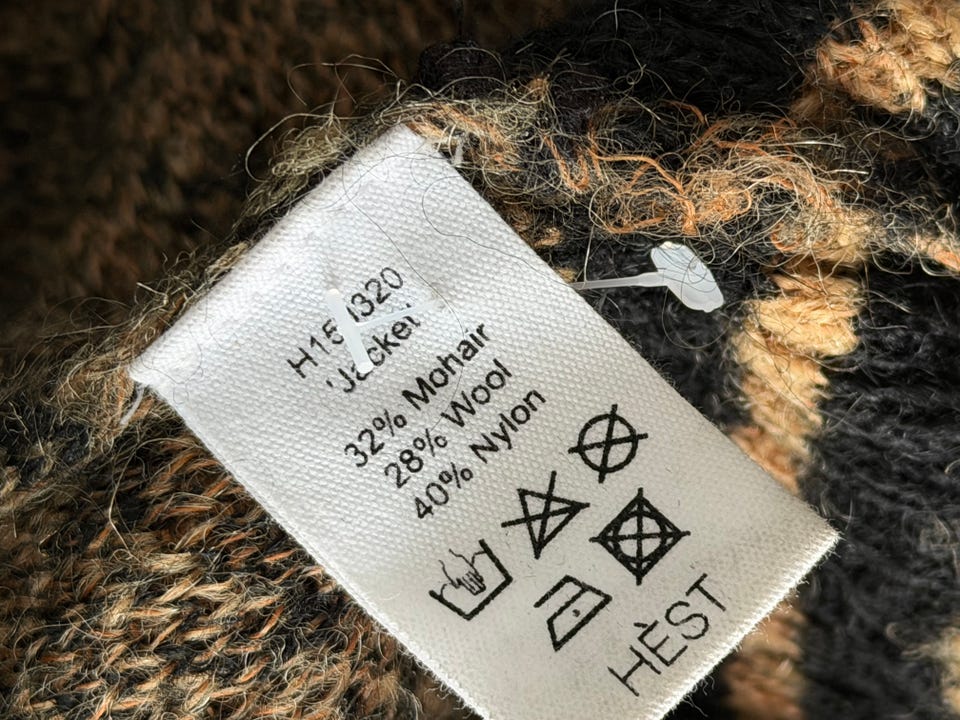 'Jacket
32% Mohair
28% Wool
40% Nylon
HÈST